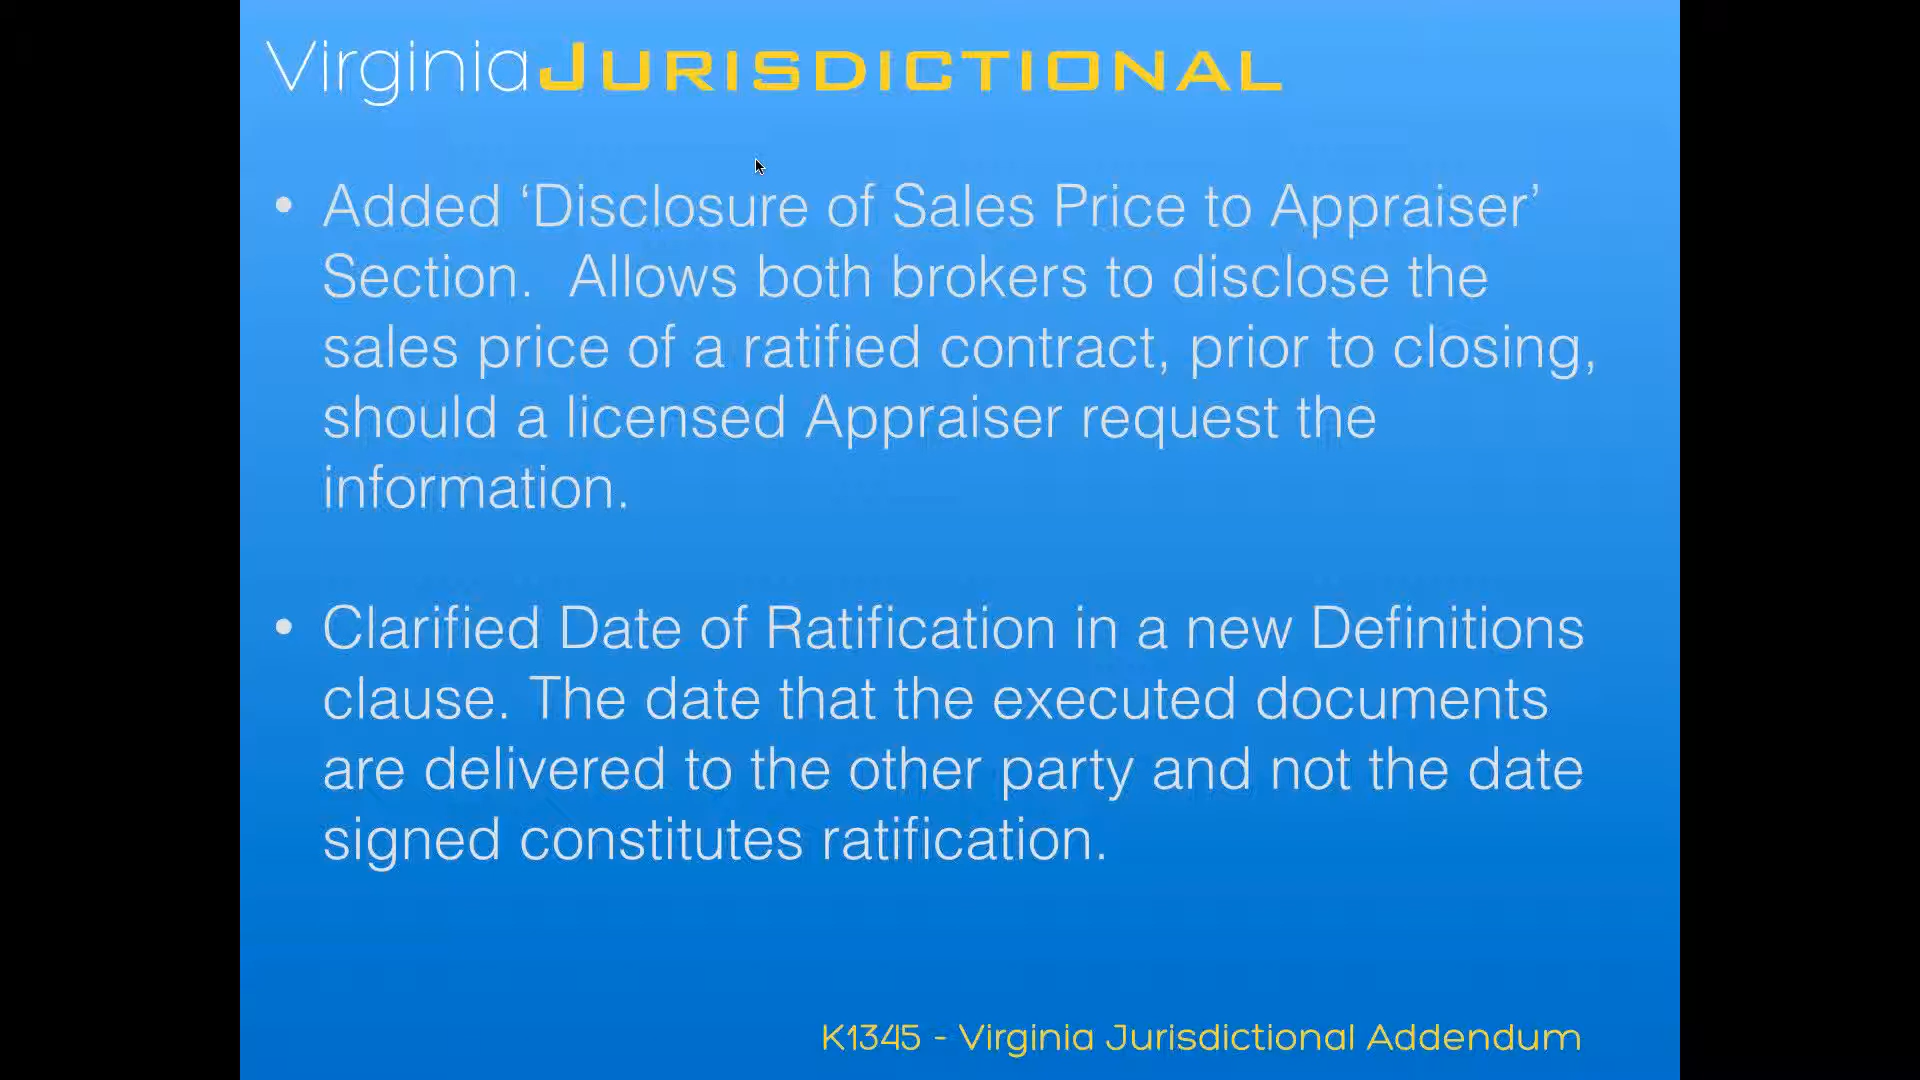 Virginia JURISDICTIONAL
• Added ‘Disclosure of Sales Price to Appraiser’
Section.  Allows both brokers to disclose the
sales price of a ratified contract, prior to closing,
should a licensed Appraiser request the
information.
• Clarified Date of Ratification in a new Definitions
clause. The date that the executed documents
are delivered to the other party and not the date
signed constitutes ratification.
K1345 - Virginia Jurisdictional Addendum